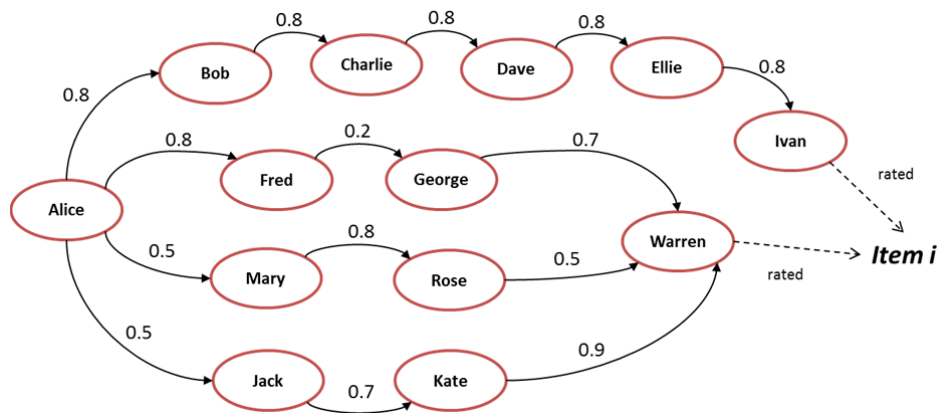 0.8
0.8
0.8
Bob
Charlie
Dave
Ellie
0.8
0.8
Ivan
0.8
0.2
0.7
rated
Fred
George
Alice
Warren
Item i
0.5
0.8
0.5
rated
Mary
Rose
0.5
0.9
Jack
0.7
Kate